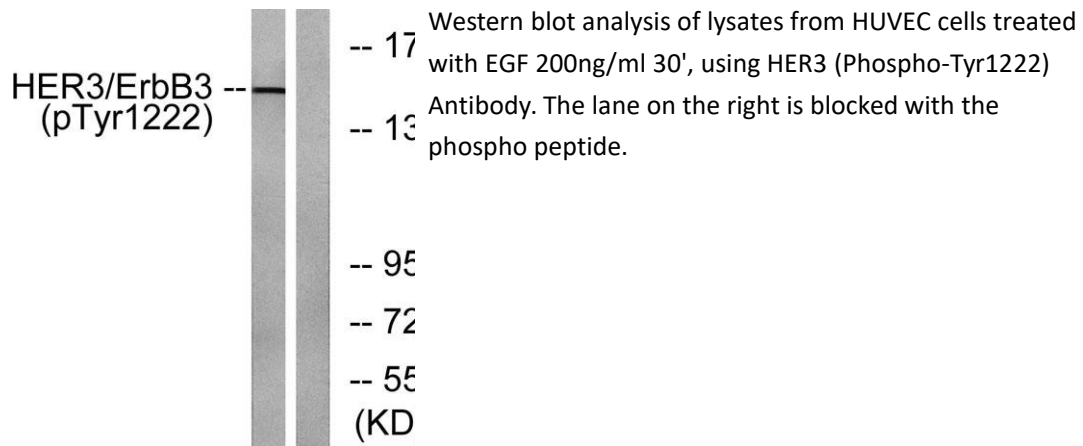 HER3/ErbB3 --
(pTyr1222)
-- 17
-- 13
-- 95
-- 72
-- 55
(KD
Western blot analysis of lysates from HUVEC cells treated
with EGF 200ng/ml 30', using HER3 (Phospho-Tyr1222)
Antibody. The lane on the right is blocked with the
phospho peptide.